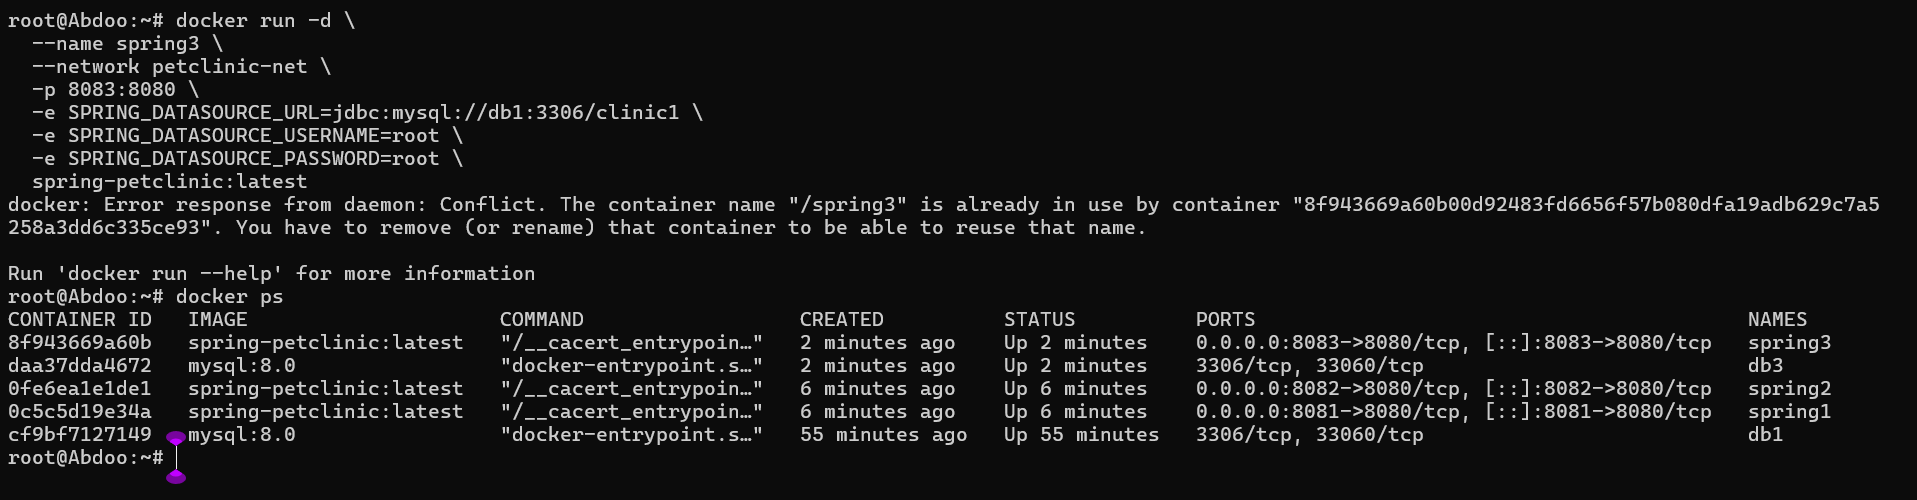 root@Abdoo:~# docker run -d \
  --name spring3 \
  --network petclinic-net \
  -p 8083:8080 \
  -e SPRING_DATASOURCE_URL=jdbc:mysql://db1:3306/clinic1 \
  -e SPRING_DATASOURCE_USERNAME=root \
  -e SPRING_DATASOURCE_PASSWORD=root \
  spring-petclinic:latest
docker: Error response from daemon: Conflict. The container name "/spring3" is already in use by container "8f943669a60b00d92483fd6656f57b080dfa19adb629c7a5
258a3dd6c335ce93". You have to remove (or rename) that container to be able to reuse that name.

Run 'docker run --help' for more information
root@Abdoo:~# docker ps
CONTAINER ID   IMAGE                     COMMAND                  CREATED          STATUS          PORTS                                         NAMES
8f943669a60b   spring-petclinic:latest   "/__cacert_entrypoin…"   2 minutes ago    Up 2 minutes    0.0.0.0:8083->8080/tcp, [::]:8083->8080/tcp   spring3
daa37dda4672   mysql:8.0                 "docker-entrypoint.s…"   2 minutes ago    Up 2 minutes    3306/tcp, 33060/tcp                           db3
0fe6ea1e1de1   spring-petclinic:latest   "/__cacert_entrypoin…"   6 minutes ago    Up 6 minutes    0.0.0.0:8082->8080/tcp, [::]:8082->8080/tcp   spring2
0c5c5d19e34a   spring-petclinic:latest   "/__cacert_entrypoin…"   6 minutes ago    Up 6 minutes    0.0.0.0:8081->8080/tcp, [::]:8081->8080/tcp   spring1
cf9bf7127149   mysql:8.0                 "docker-entrypoint.s…"   55 minutes ago   Up 55 minutes   3306/tcp, 33060/tcp                           db1
root@Abdoo:~#